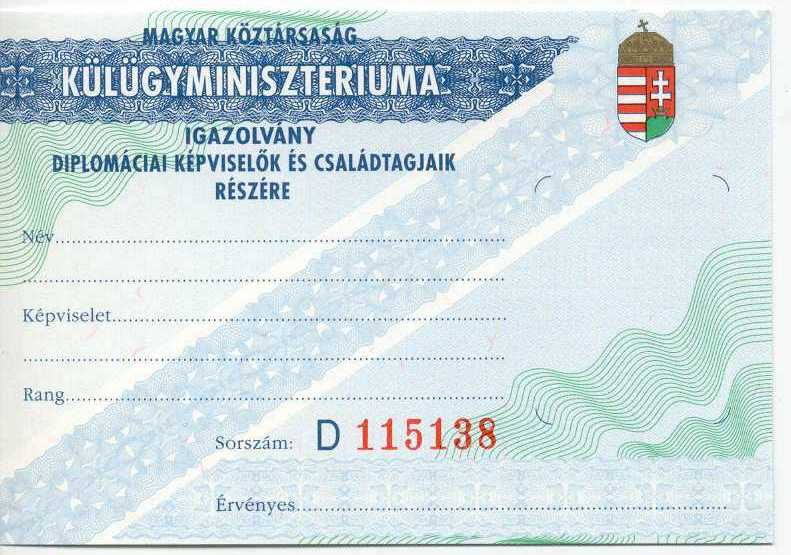 MAGYAR KÖZTÁRSASÁG
KÜLÜGYMINISZTÉRIUMA
IGAZOLVÁNY
DIPLOMÁCIAI KÉPVISELŐK ÉS CSALÁDTAGJAIK
RÉSZÉRE
Név
Képviselet
Rang
Sorszám: D 115138
Érvényes